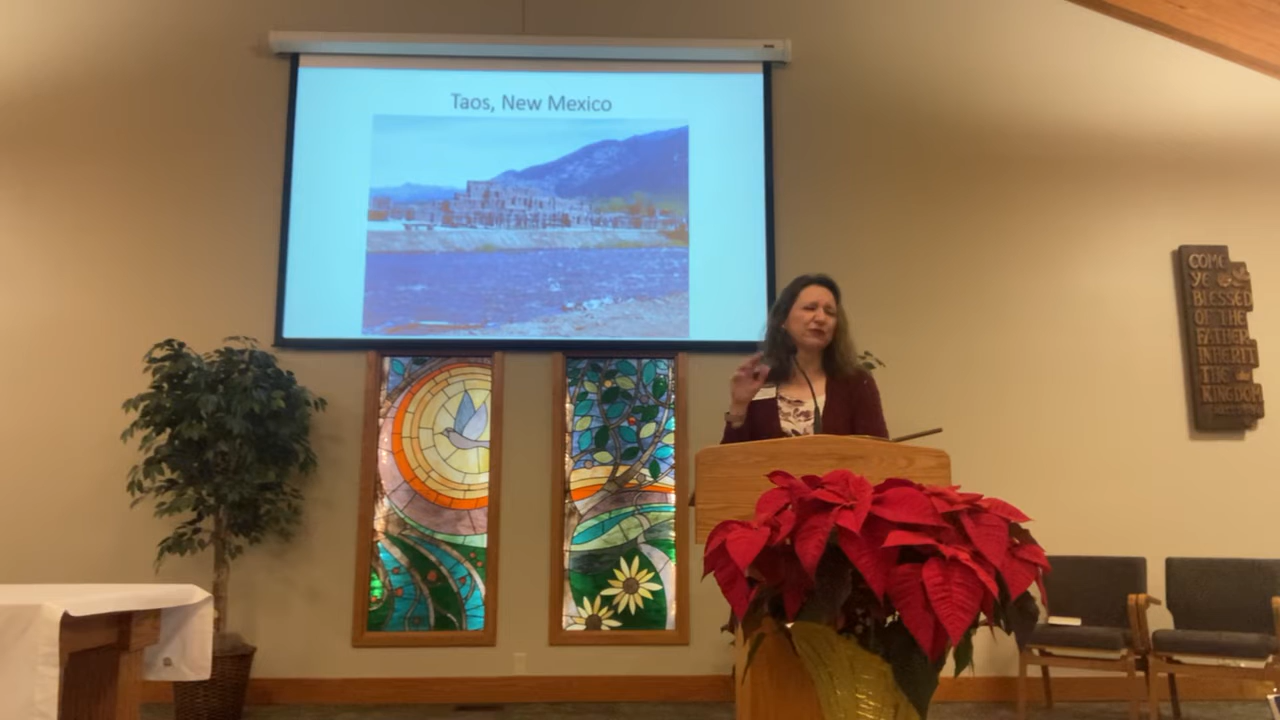 Taos, New Mexico
COME
YE
BLESSED
OF THE
FATHER
INHERIT
THE
KINGDOM